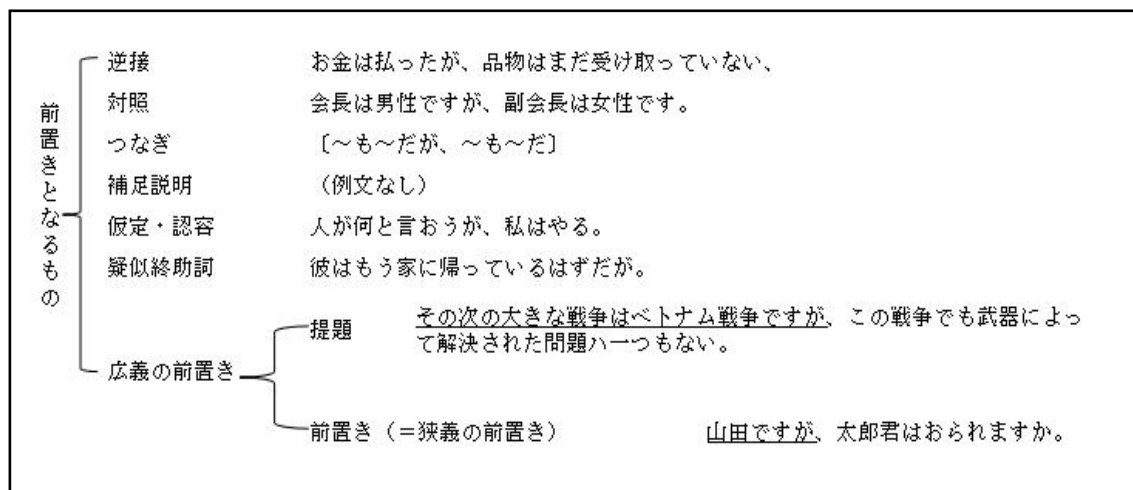 前置きとなるもの
逆接 お金は払ったが、品物はまだ受け取っていない、
対照 会長は男性ですが、副会長は女性です。
つなぎ 〔～も～だが、～も～だ〕
補足説明 （例文なし）
仮定・認容 人が何と言おうが、私はやる。
疑似終助詞 彼はもう家に帰っているはずだが。
広義の前置き
提題 その次の大きな戦争はベトナム戦争ですが、この戦争でも武器によっ
て解決された問題ハ一つもない。
前置き（＝狭義の前置き） 山田ですが、太郎君はおられますか。